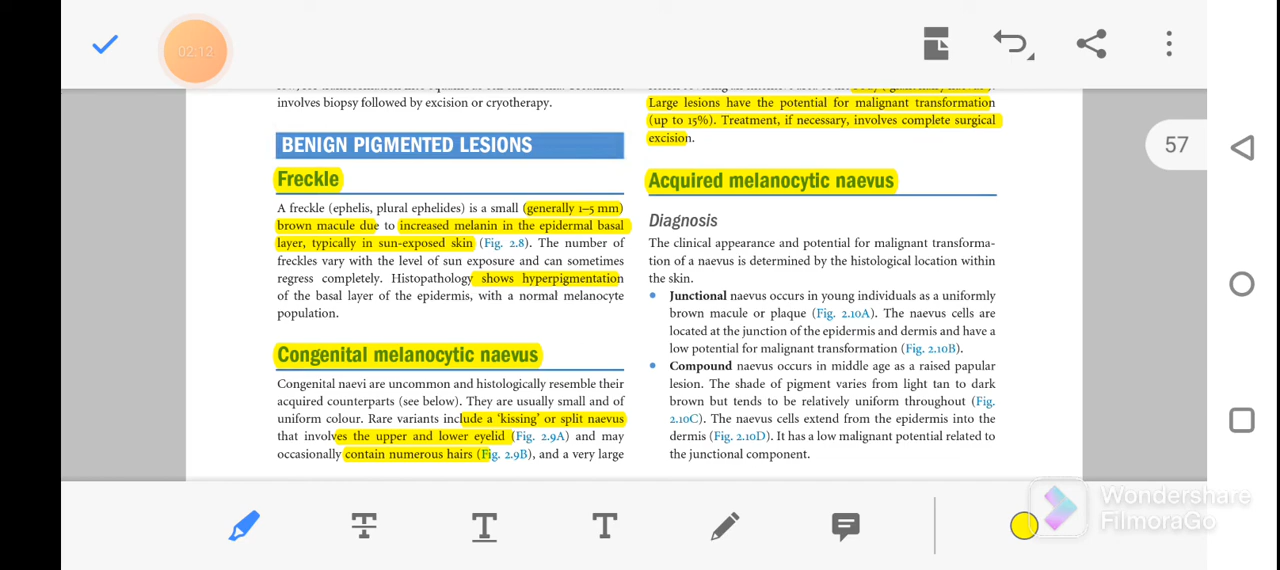 02:12
involves biopsy followed by excision or cryotherapy.
BENIGN PIGMENTED LESIONS
Freckle
A freckle (ephelis, plural ephelides) is a small (generally 1–5 mm)
brown macule due to increased melanin in the epidermal basal
layer, typically in sun-exposed skin (Fig. 2.8). The number of
freckles vary with the level of sun exposure and can sometimes
regress completely. Histopathology shows hyperpigmentation
of the basal layer of the epidermis, with a normal melanocyte
population.
Congenital melanocytic naevus
Congenital naevi are uncommon and histologically resemble their
acquired counterparts (see below). They are usually small and of
uniform colour. Rare variants include a ‘kissing’ or split naevus
that involves the upper and lower eyelid (Fig. 2.9A) and may
occasionally contain numerous hairs (Fig. 2.9B), and a very large
Large lesions have the potential for malignant transformation
(up to 15%). Treatment, if necessary, involves complete surgical
excision.
Acquired melanocytic naevus
Diagnosis
The clinical appearance and potential for malignant transforma-
tion of a naevus is determined by the histological location within
the skin.
• Junctional naevus occurs in young individuals as a uniformly
brown macule or plaque (Fig. 2.10A). The naevus cells are
located at the junction of the epidermis and dermis and have a
low potential for malignant transformation (Fig. 2.10B).
• Compound naevus occurs in middle age as a raised papular
lesion. The shade of pigment varies from light tan to dark
brown but tends to be relatively uniform throughout (Fig.
2.10C). The naevus cells extend from the epidermis into the
dermis (Fig. 2.10D). It has a low malignant potential related to
the junctional component.
57
T T T
Wondershare
FilmoraGo